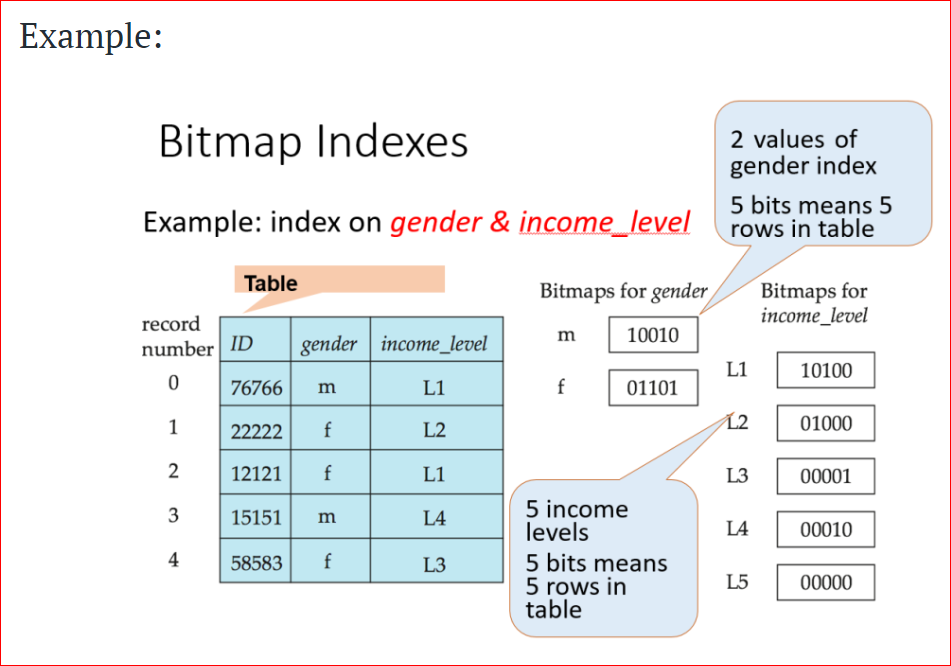 Example:
Bitmap Indexes
Example: index on gender & income_level
2 values of
gender index
5 bits means 5
rows in table
Table
record
number
ID gender income_level
0 76766 m L1
1 22222 f L2
2 12121 f L1
3 15151 m L4
4 58583 f L3
Bitmaps for gender
m 10010
f 01101
Bitmaps for
income_level
L1 10100
L2 01000
L3 00001
L4 00010
L5 00000
5 income
levels
5 bits means
5 rows in
table